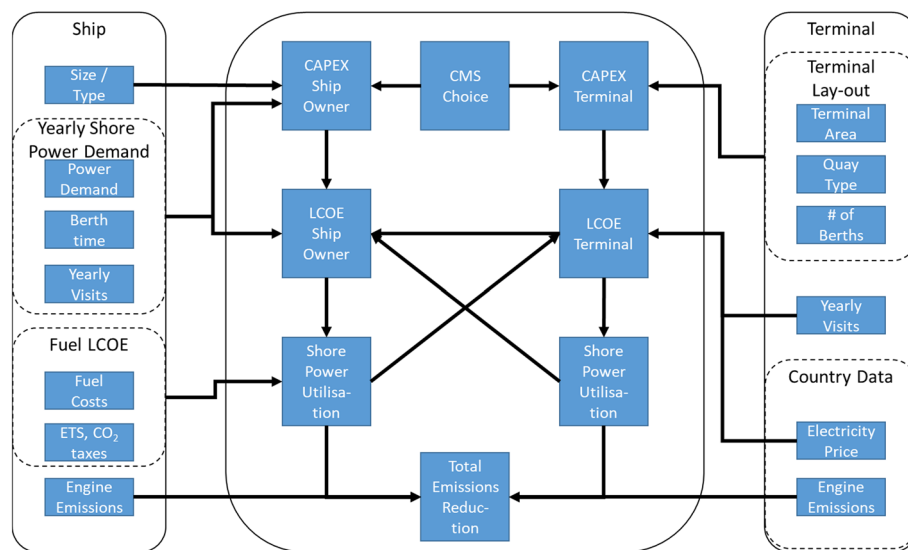 Ship
Size /
Type
Yearly Shore
Power Demand
Power
Demand
Berth
time
Yearly
Visits
Fuel LCOE
Fuel
Costs
ETS, CO₂
taxes
Engine
Emissions
CAPEX
Ship
Owner
CMS
Choice
CAPEX
Terminal
LCOE
Ship
Owner
LCOE
Terminal
Shore
Power
Utilisa-
tion
Shore
Power
Utilisa-
tion
Total
Emissions
Reduc-
tion
Terminal
Terminal
Lay-out
Terminal
Area
Quay
Type
# of
Berths
Yearly
Visits
Country Data
Electricity
Price
Engine
Emissions